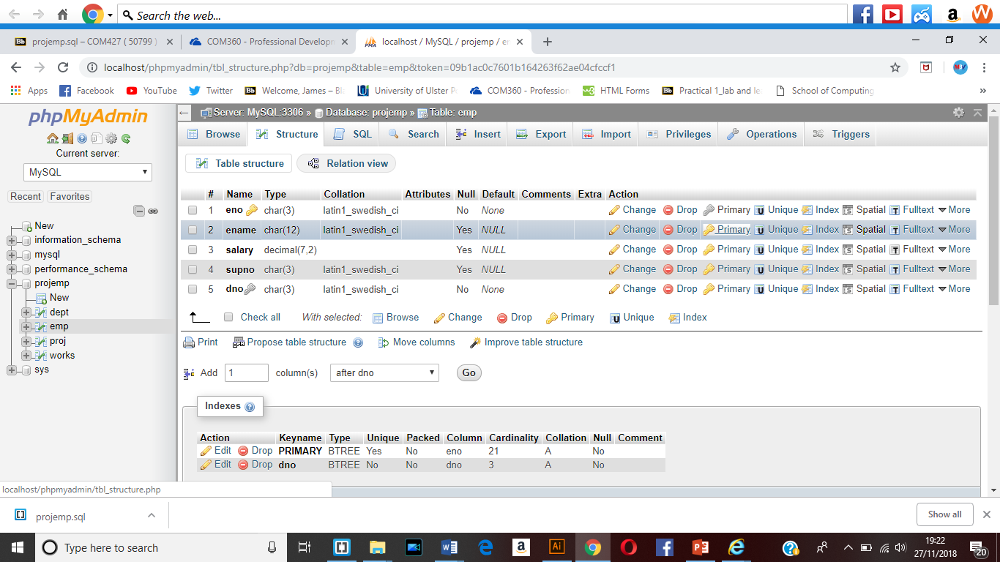 Search the web...
projemp.sql – COM427 ( 50799 )
COM360 - Professional Developm
localhost / MySQL / projemp / e
localhost/phpmyadmin/tbl_structure.php?db=projemp&table=emp&token=09b1ac0c7601b164263f62ae04cfccf1
Apps Facebook YouTube Twitter Welcome, James – Bl University of Ulster P COM360 - Profession HTML Forms Practical 1_lab and le School of Computing »
phpMyAdmin
Current server:
MySQL
Recent Favorites
New
information_schema
mysql
performance_schema
projemp
New
dept
emp
proj
works
sys
Server: MySQL:3306 » Database: projemp » Table: emp
Browse Structure SQL Search Insert Export Import Privileges Operations Triggers
Table structure Relation view
# Name Type Collation Attributes Null Default Comments Extra Action
1 eno char(3) latin1_swedish_ci No None Change Drop Primary Unique Index Spatial Fulltext More
2 ename char(12) latin1_swedish_ci Yes NULL Change Drop Primary Unique Index Spatial Fulltext More
3 salary decimal(7,2) Yes NULL Change Drop Primary Unique Index Spatial Fulltext More
4 supno char(3) latin1_swedish_ci Yes NULL Change Drop Primary Unique Index Spatial Fulltext More
5 dno char(3) latin1_swedish_ci No None Change Drop Primary Unique Index Spatial Fulltext More
Check all With selected: Browse Change Drop Primary Unique Index
Print Propose table structure Move columns Improve table structure
Add 1 column(s) after dno Go
Indexes
Action Keyname Type Unique Packed Column Cardinality Collation Null Comment
Edit Drop PRIMARY BTREE Yes No eno 21 A No
Edit Drop dno BTREE No No dno 3 A No
localhost/phpmyadmin/tbl_structure.php
projemp.sql
Show all
Type here to search
19:22
27/11/2018
20